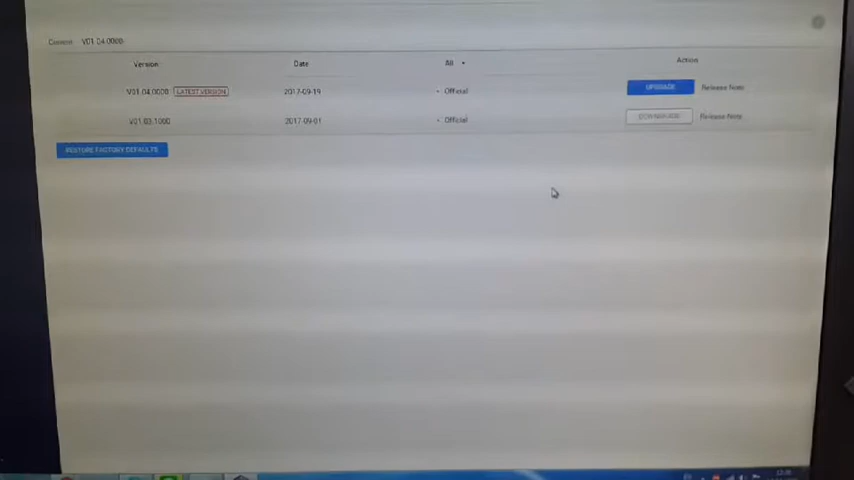 Current: V01.04.0000
Version Date All Action
V01.04.0000 LATEST VERSION 2017-09-19 Official UPGRADE Release Note
V01.03.1000 2017-09-01 Official DOWNGRADE Release Note
RESTORE FACTORY DEFAULTS